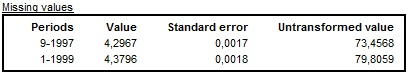 Missing values
Periods Value Standard error Untransformed value
9-1997 4,2967 0,0017 73,4568
1-1999 4,3796 0,0018 79,8059